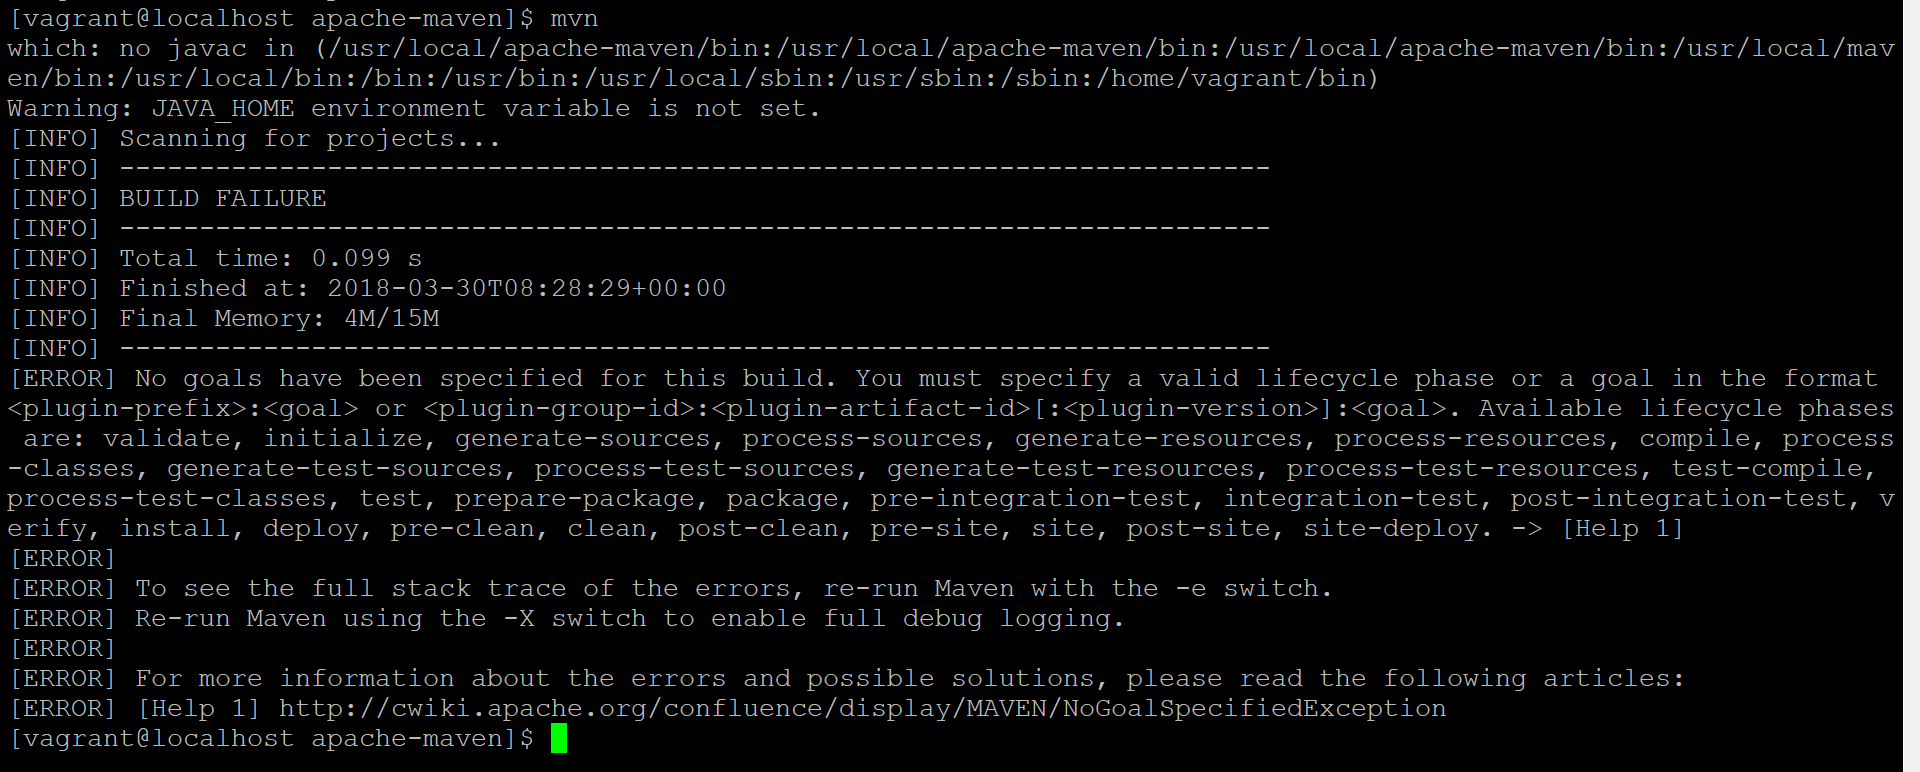 [vagrant@localhost apache-maven]$ mvn
which: no javac in (/usr/local/apache-maven/bin:/usr/local/apache-maven/bin:/usr/local/apache-maven/bin:/usr/local/mav
en/bin:/usr/local/bin:/bin:/usr/bin:/usr/local/sbin:/usr/sbin:/sbin:/home/vagrant/bin)
Warning: JAVA_HOME environment variable is not set.
[INFO] Scanning for projects...
[INFO] ------------------------------------------------------------------------
[INFO] BUILD FAILURE
[INFO] ------------------------------------------------------------------------
[INFO] Total time: 0.099 s
[INFO] Finished at: 2018-03-30T08:28:29+00:00
[INFO] Final Memory: 4M/15M
[INFO] ------------------------------------------------------------------------
[ERROR] No goals have been specified for this build. You must specify a valid lifecycle phase or a goal in the format
<plugin-prefix>:<goal> or <plugin-group-id>:<plugin-artifact-id>[:<plugin-version>]:<goal>. Available lifecycle phases
 are: validate, initialize, generate-sources, process-sources, generate-resources, process-resources, compile, process
-classes, generate-test-sources, process-test-sources, generate-test-resources, process-test-resources, test-compile,
process-test-classes, test, prepare-package, package, pre-integration-test, integration-test, post-integration-test, v
erify, install, deploy, pre-clean, clean, post-clean, pre-site, site, post-site, site-deploy. -> [Help 1]
[ERROR]
[ERROR] To see the full stack trace of the errors, re-run Maven with the -e switch.
[ERROR] Re-run Maven using the -X switch to enable full debug logging.
[ERROR]
[ERROR] For more information about the errors and possible solutions, please read the following articles:
[ERROR] [Help 1] http://cwiki.apache.org/confluence/display/MAVEN/NoGoalSpecifiedException
[vagrant@localhost apache-maven]$